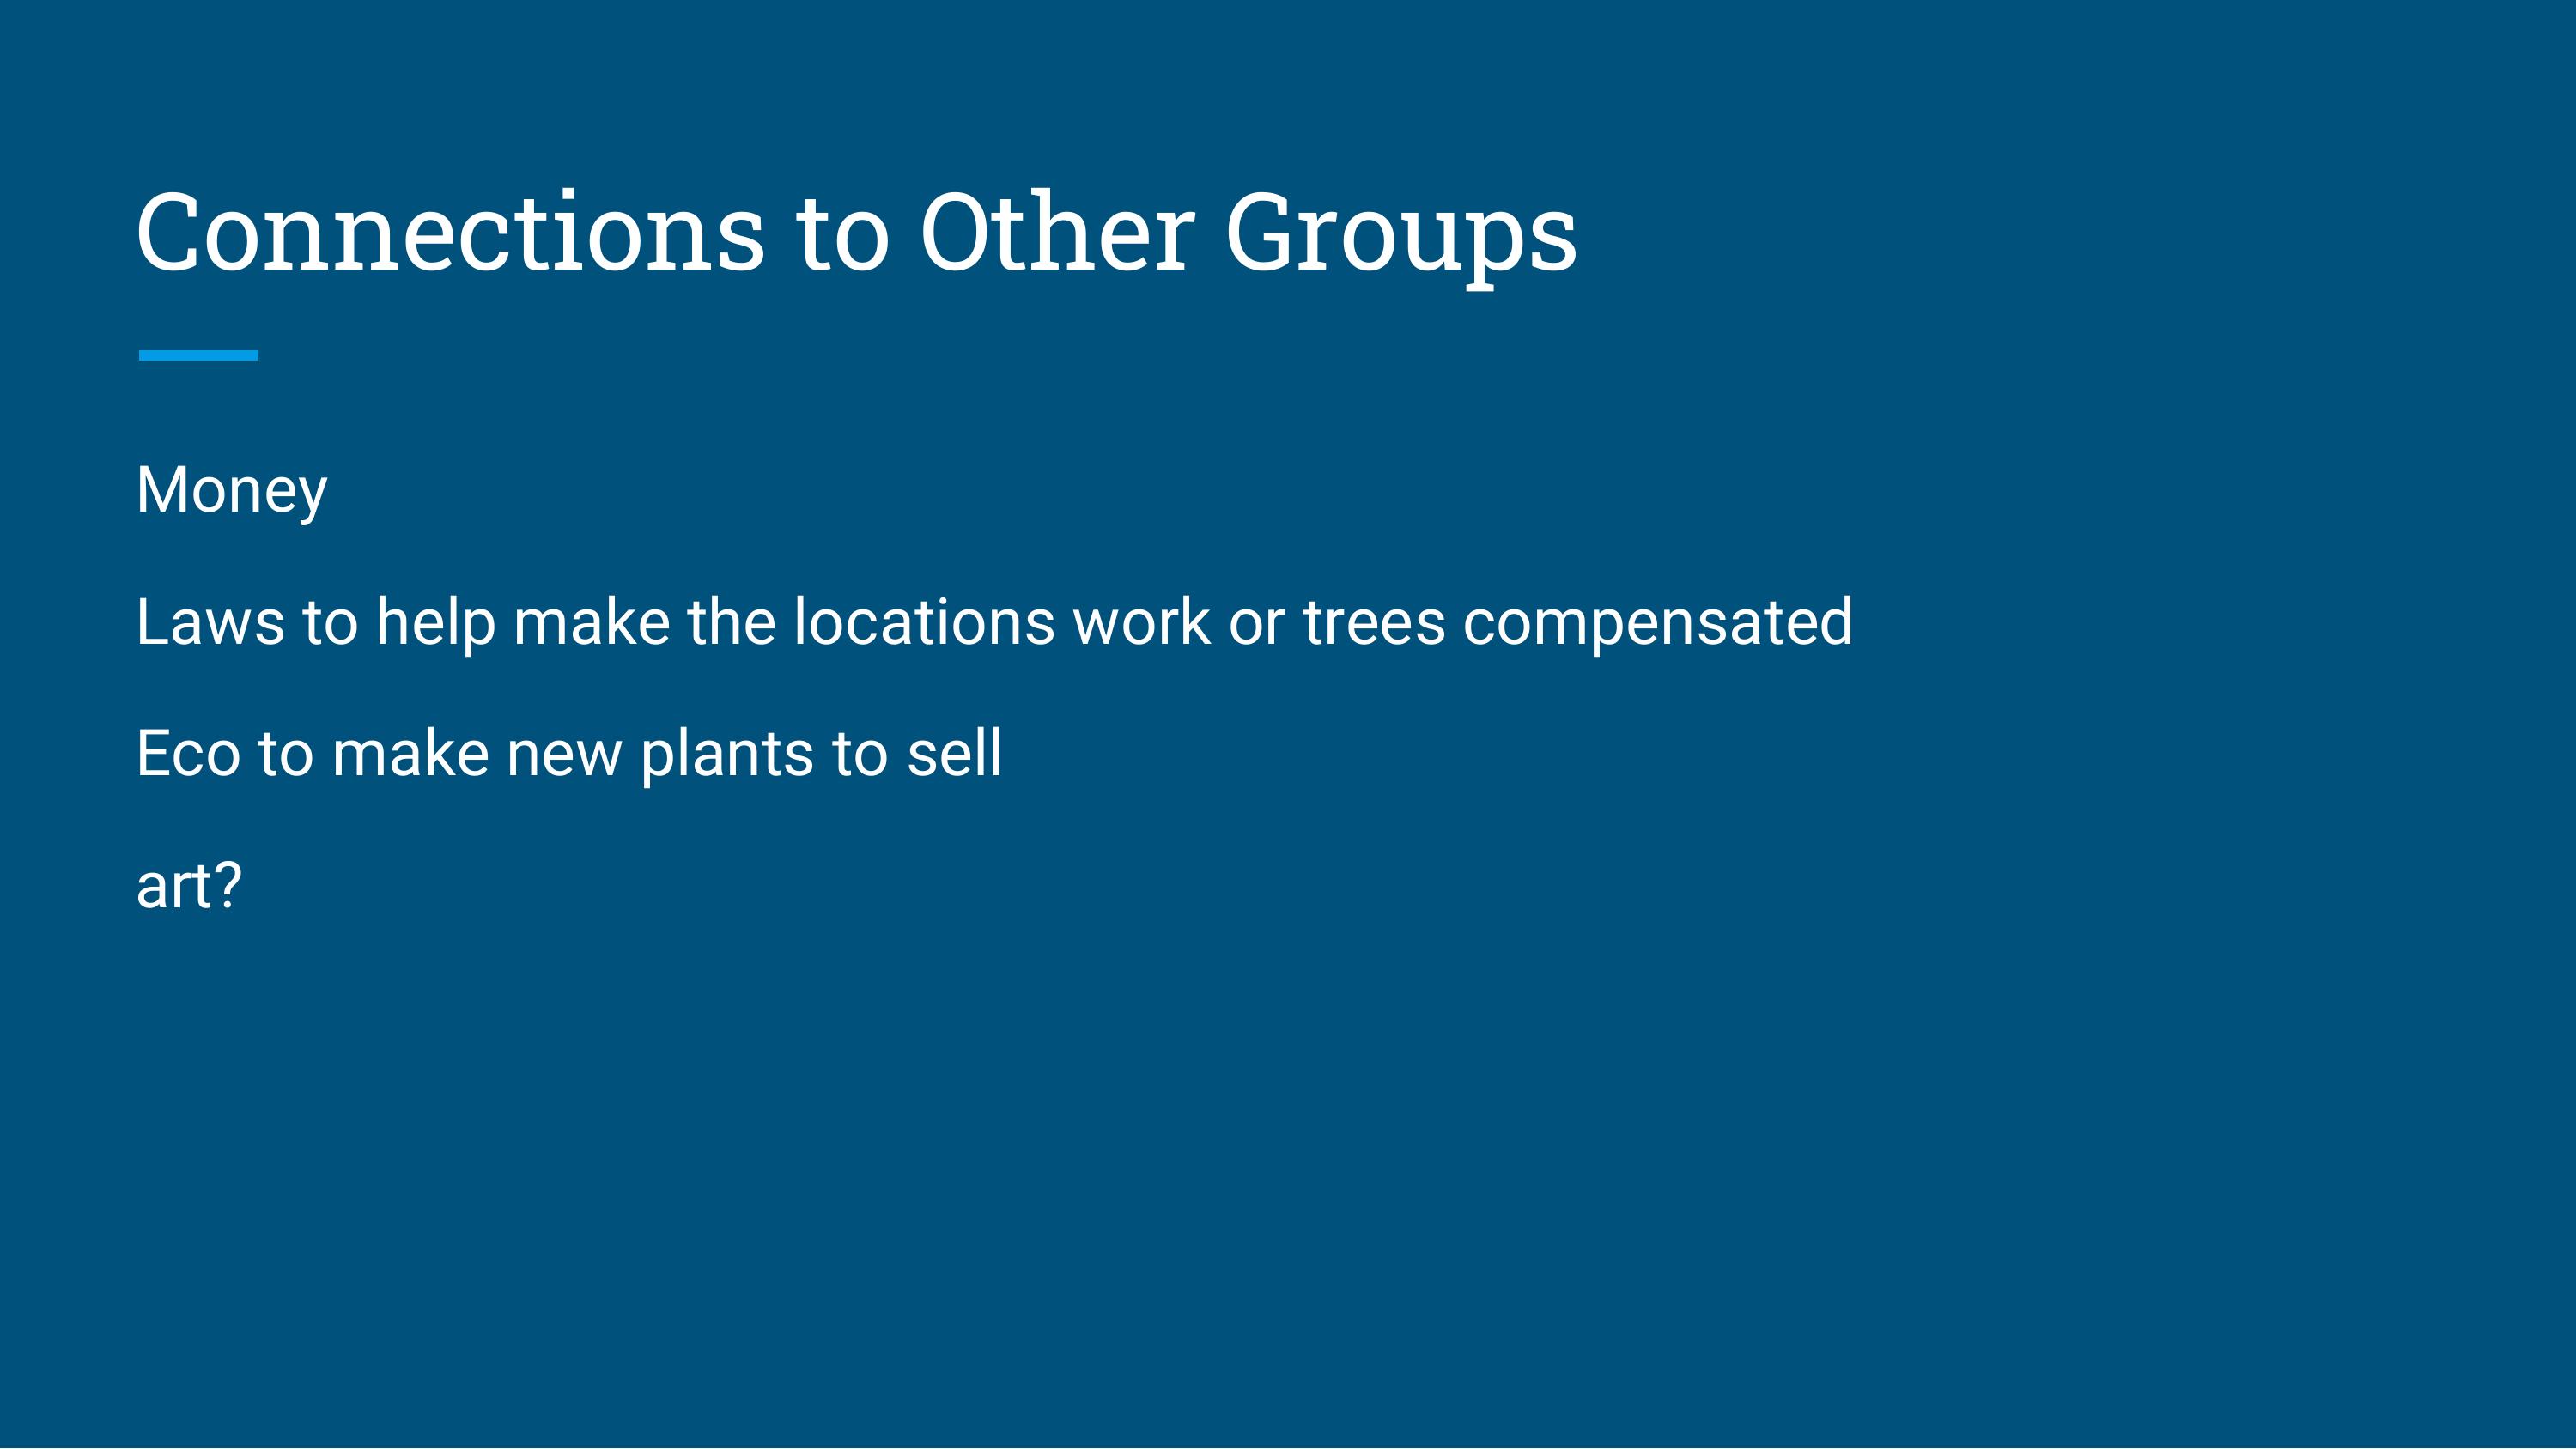 Connections to Other Groups
Money
Laws to help make the locations work or trees compensated
Eco to make new plants to sell
art?